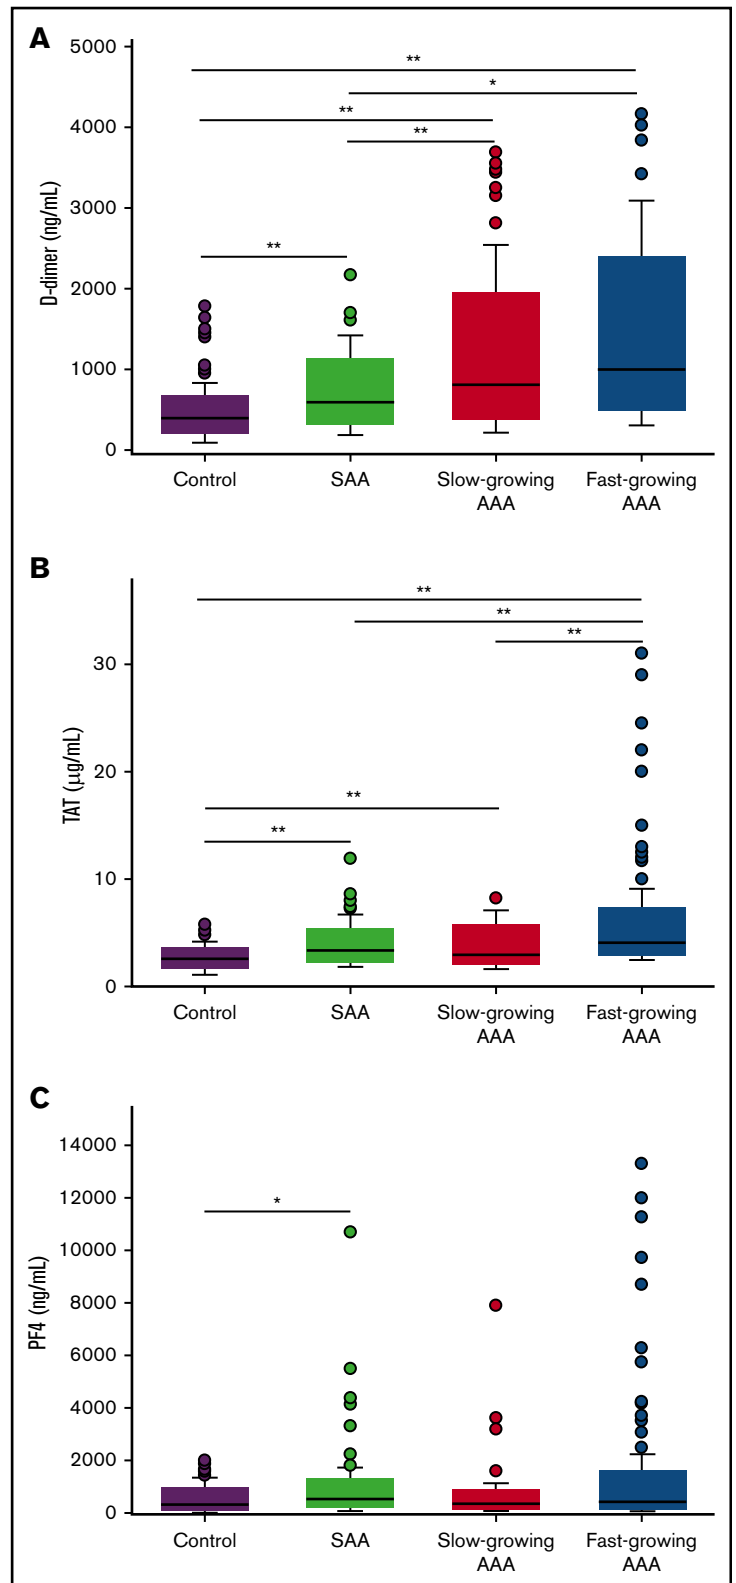 A
D-dimer (ng/mL)
5000
4000
3000
2000
1000
0
**
*
**
**
**
Control
SAA
Slow-growing
AAA
Fast-growing
AAA
B
TAT (µg/mL)
30
20
10
0
**
**
**
**
**
Control
SAA
Slow-growing
AAA
Fast-growing
AAA
C
PF4 (ng/mL)
14000
12000
10000
8000
6000
4000
2000
0
*
Control
SAA
Slow-growing
AAA
Fast-growing
AAA